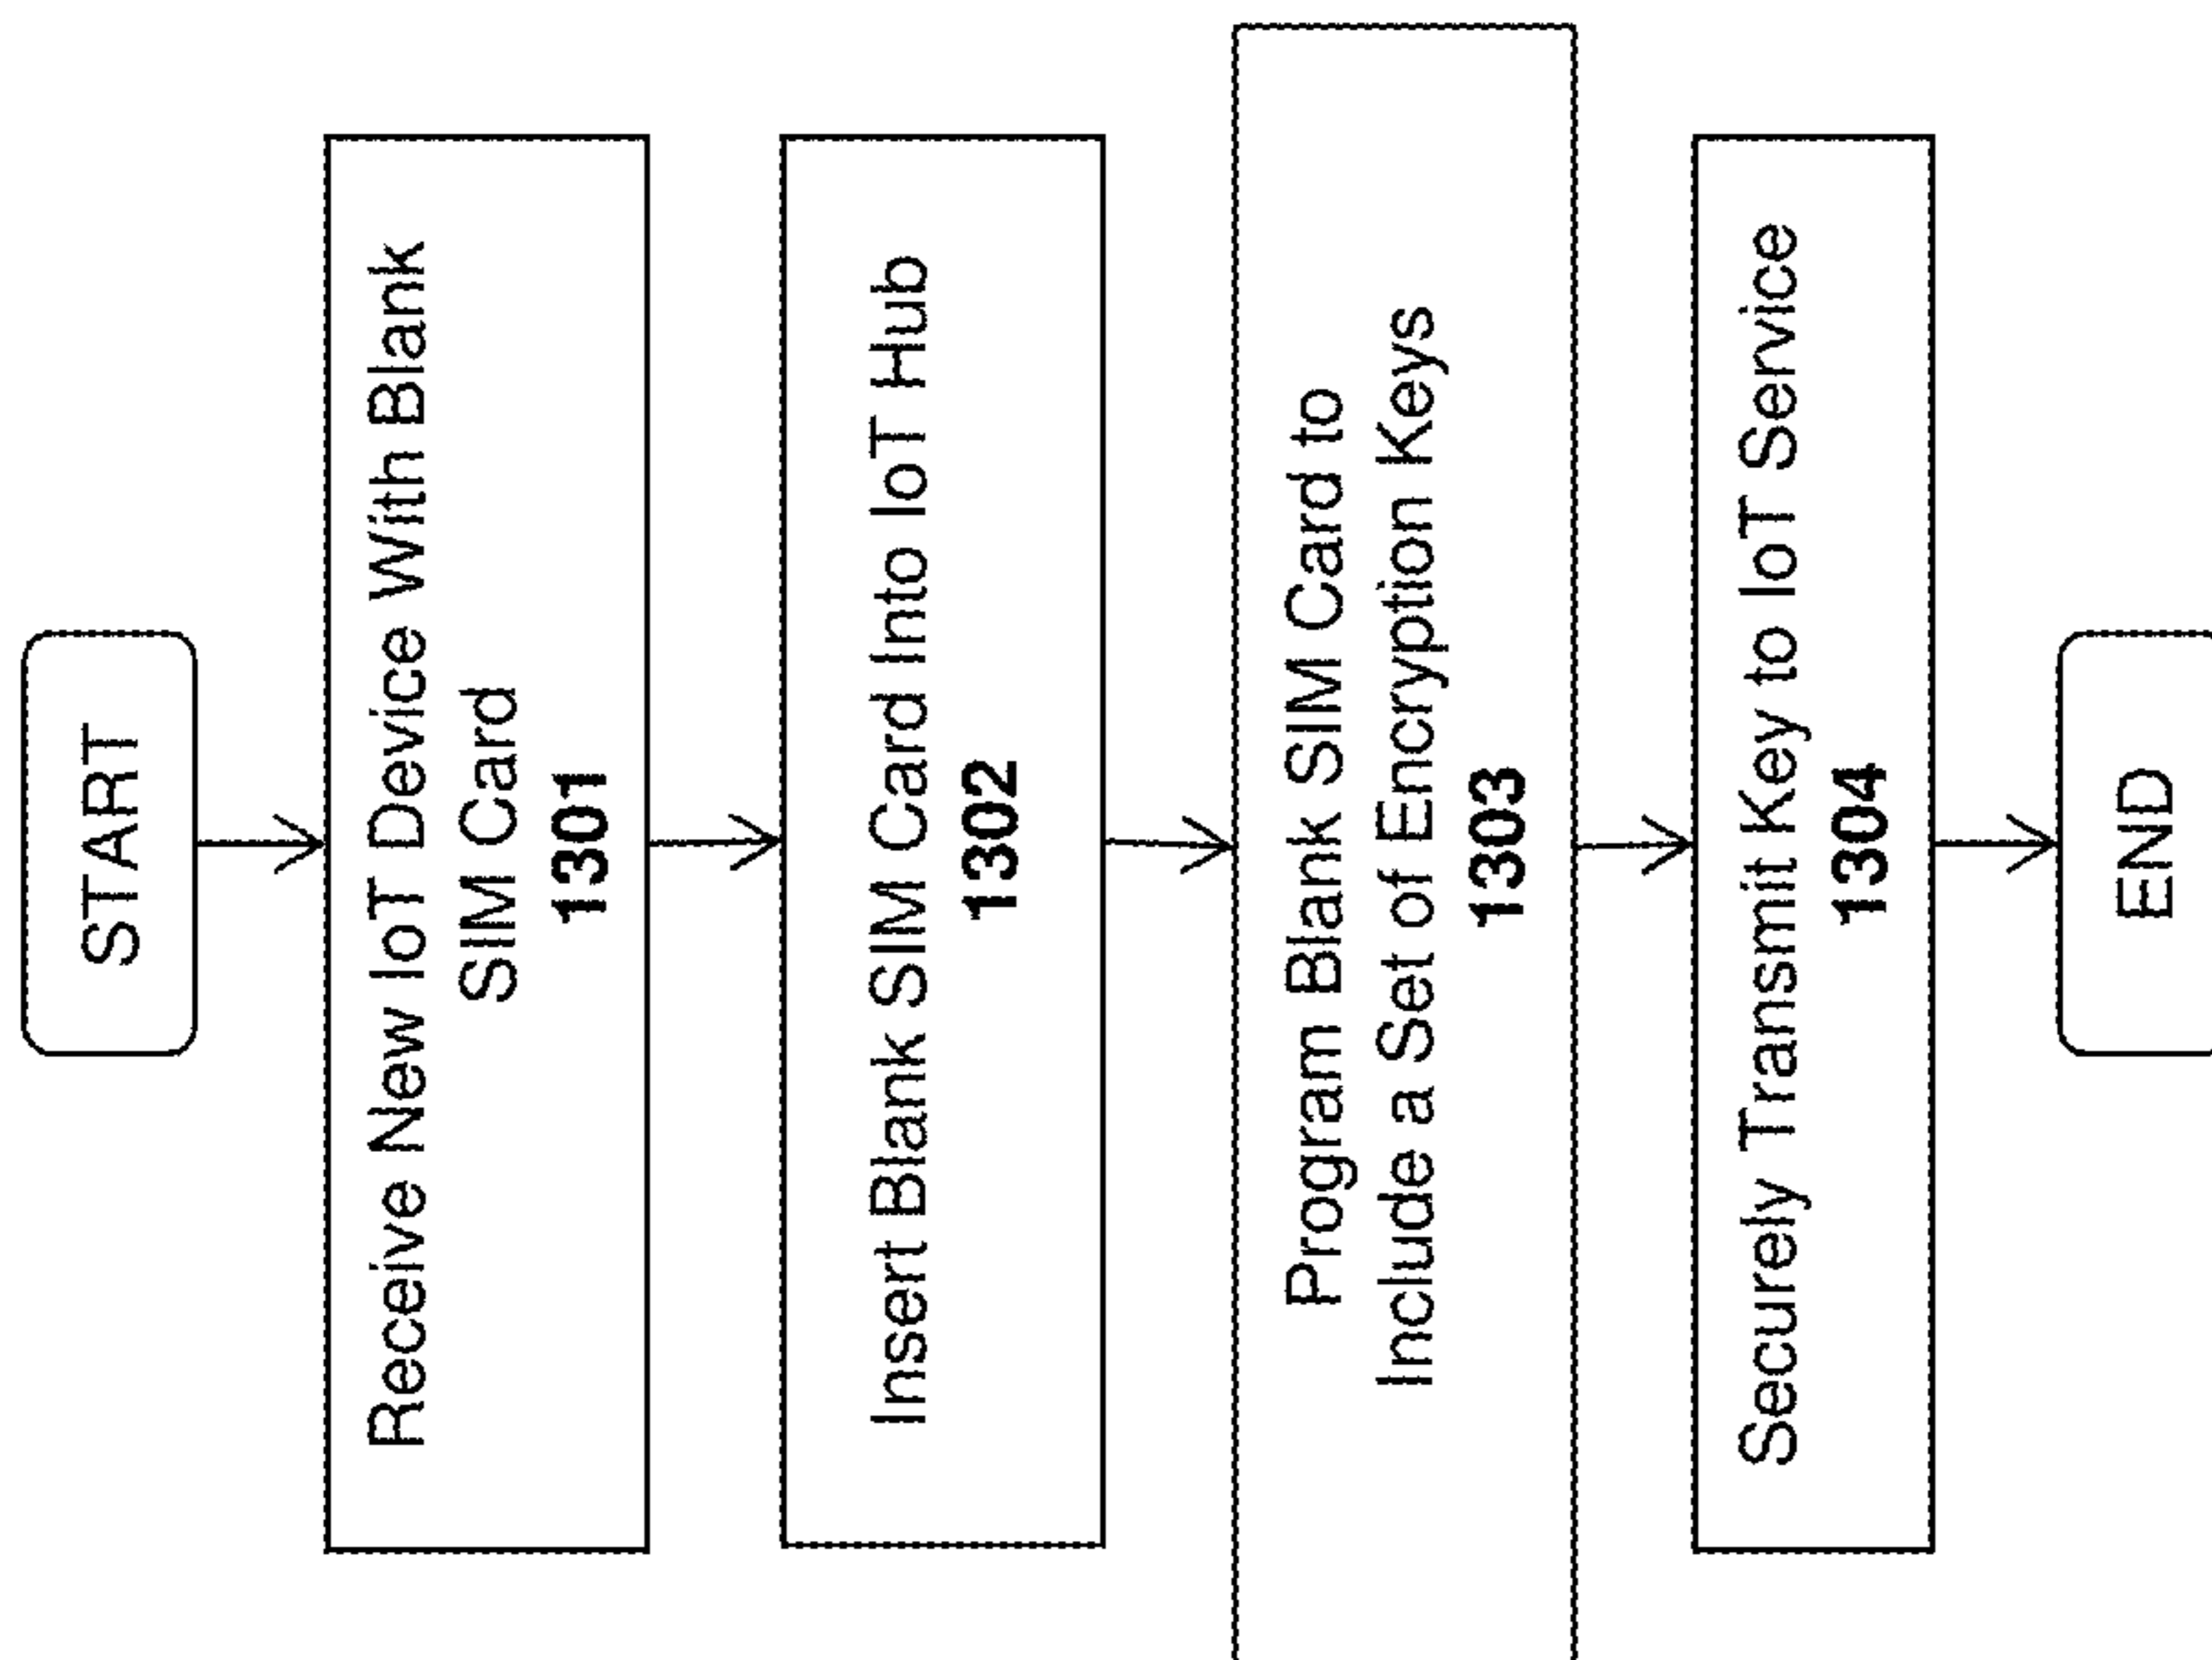 START
Receive New IoT Device With Blank
SIM Card
1301
Insert Blank SIM Card Into IoT Hub
1302
Program Blank SIM Card to
Include a Set of Encryption Keys
1303
Securely Transmit Key to IoT Service
1304
END